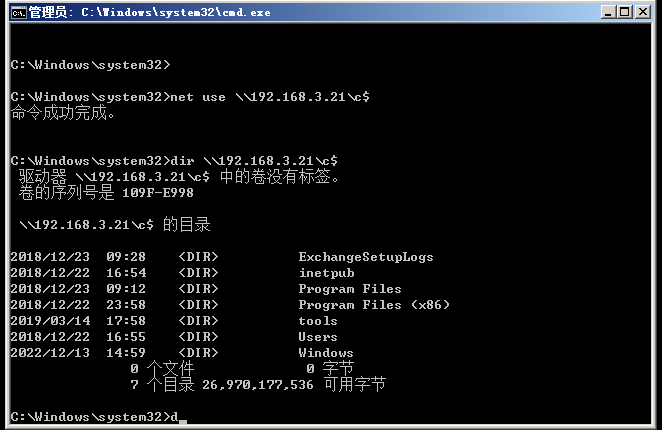 管理员: C:\Windows\system32\cmd.exe
C:\Windows\system32>
C:\Windows\system32>net use \\192.168.3.21\c$
命令成功完成。
C:\Windows\system32>dir \\192.168.3.21\c$
驱动器 \\192.168.3.21\c$ 中的卷没有标签。
卷的序列号是 109F-E998
\\192.168.3.21\c$ 的目录
2018/12/23  09:28    <DIR>          ExchangeSetupLogs
2018/12/22  16:54    <DIR>          inetpub
2018/12/23  09:12    <DIR>          Program Files
2018/12/22  23:58    <DIR>          Program Files (x86)
2019/03/14  17:58    <DIR>          tools
2018/12/22  16:55    <DIR>          Users
2022/12/13  14:59    <DIR>          Windows
0 个文件              0 字节
7 个目录 26,970,177,536 可用字节
C:\Windows\system32>d